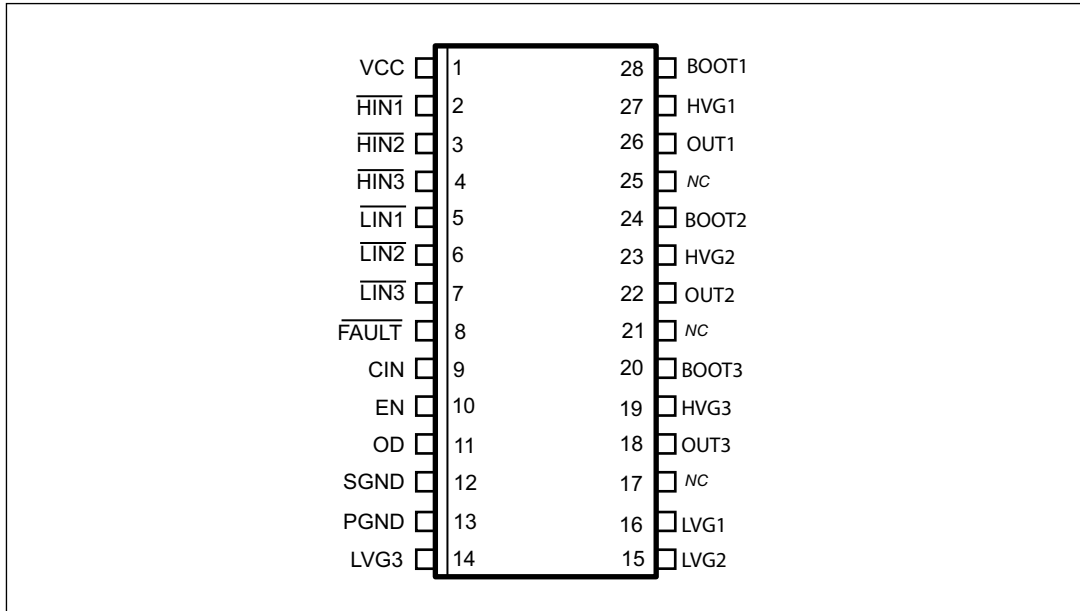 VCC 1 28 BOOT1
HIN1 2 27 HVG1
HIN2 3 26 OUT1
HIN3 4 25 NC
LIN1 5 24 BOOT2
LIN2 6 23 HVG2
LIN3 7 22 OUT2
FAULT 8 21 NC
CIN 9 20 BOOT3
EN 10 19 HVG3
OD 11 18 OUT3
SGND 12 17 NC
PGND 13 16 LVG1
LVG3 14 15 LVG2